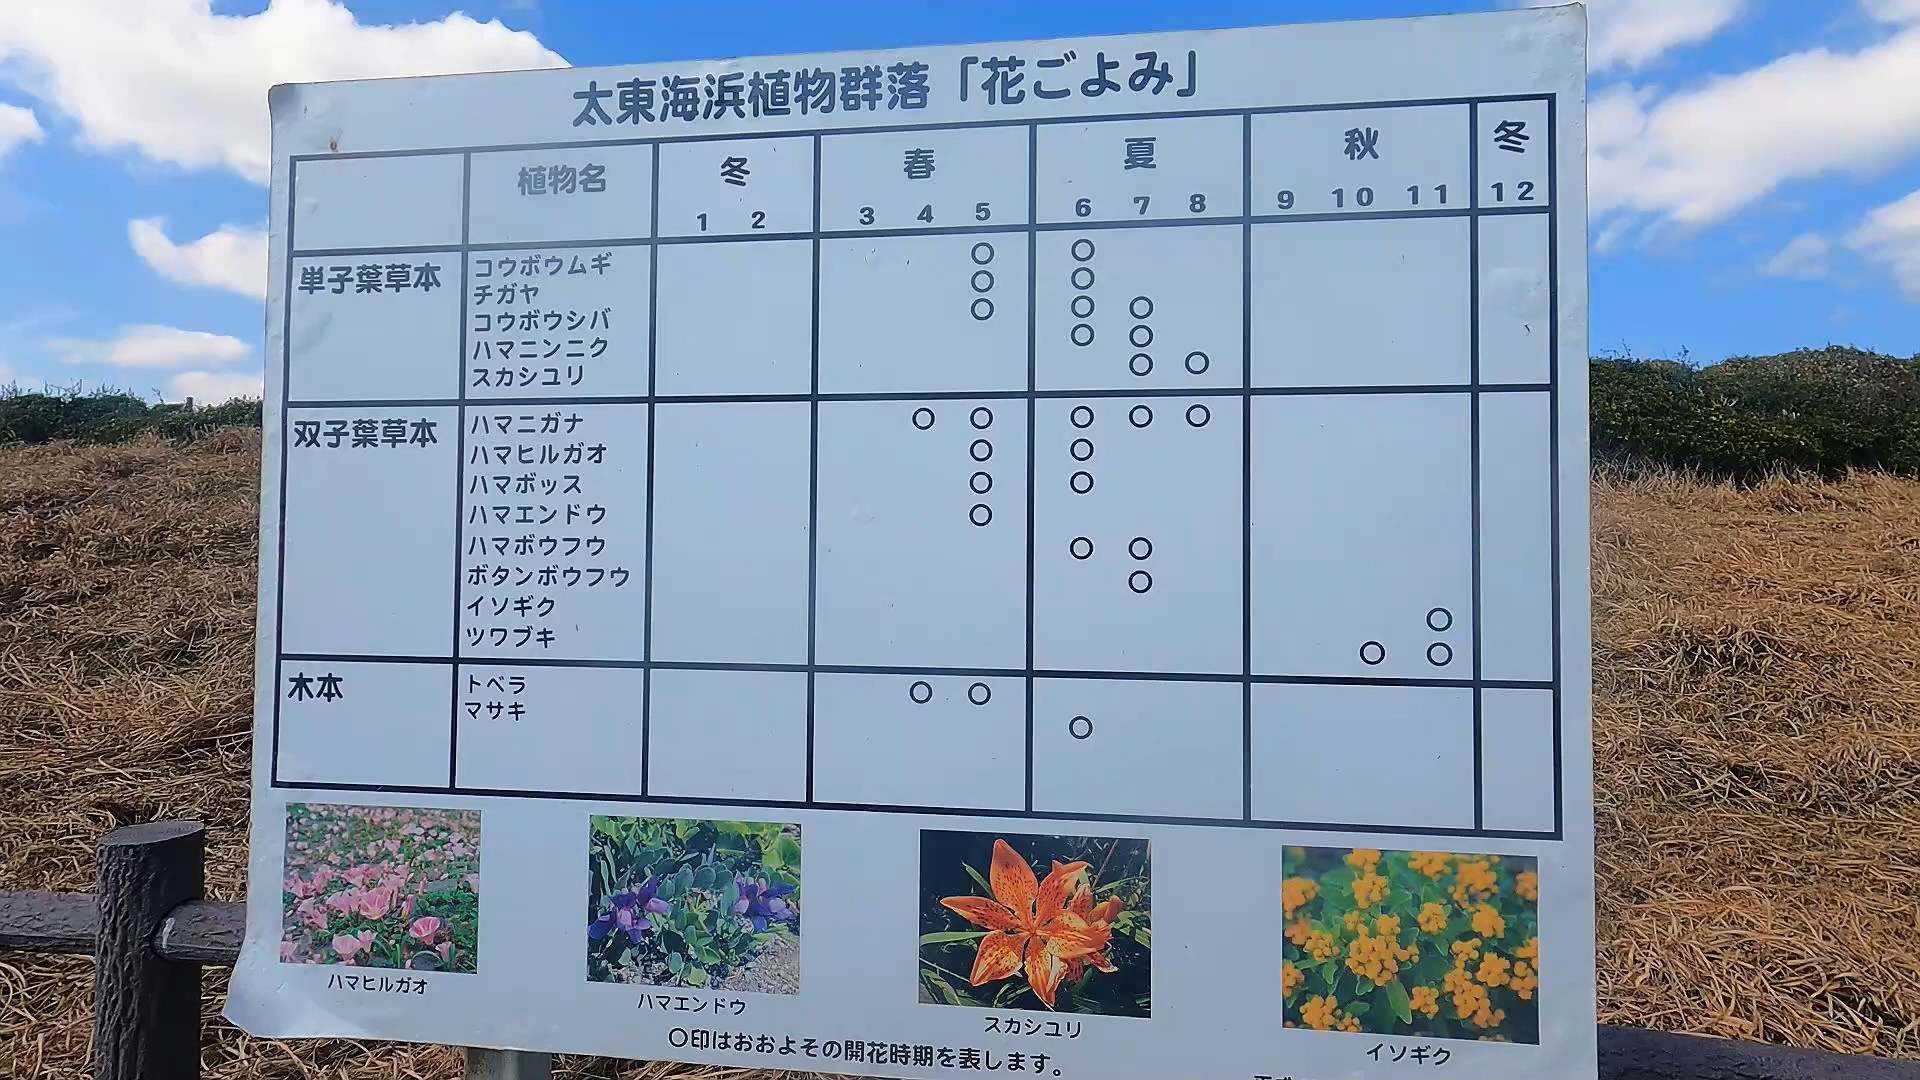 太東海浜植物群落「花ごよみ」
植物名 冬 春 夏 秋 冬
1 2 3 4 5 6 7 8 9 10 11 12
単子葉草本
コウボウムギ ○ ○
チガヤ ○ ○
コウボウシバ ○ ○ ○
ハマニンニク ○ ○
スカシユリ ○ ○
双子葉草本
ハマニガナ ○ ○ ○ ○ ○
ハマヒルガオ ○ ○
ハマボッス ○ ○
ハマエンドウ ○
ハマボウフウ ○ ○
ボタンボウフウ ○
イソギク ○
ツワブキ ○ ○
木本
トベラ ○ ○
マサキ ○
ハマヒルガオ
ハマエンドウ
スカシユリ
イソギク
○印はおおよその開花時期を表します。